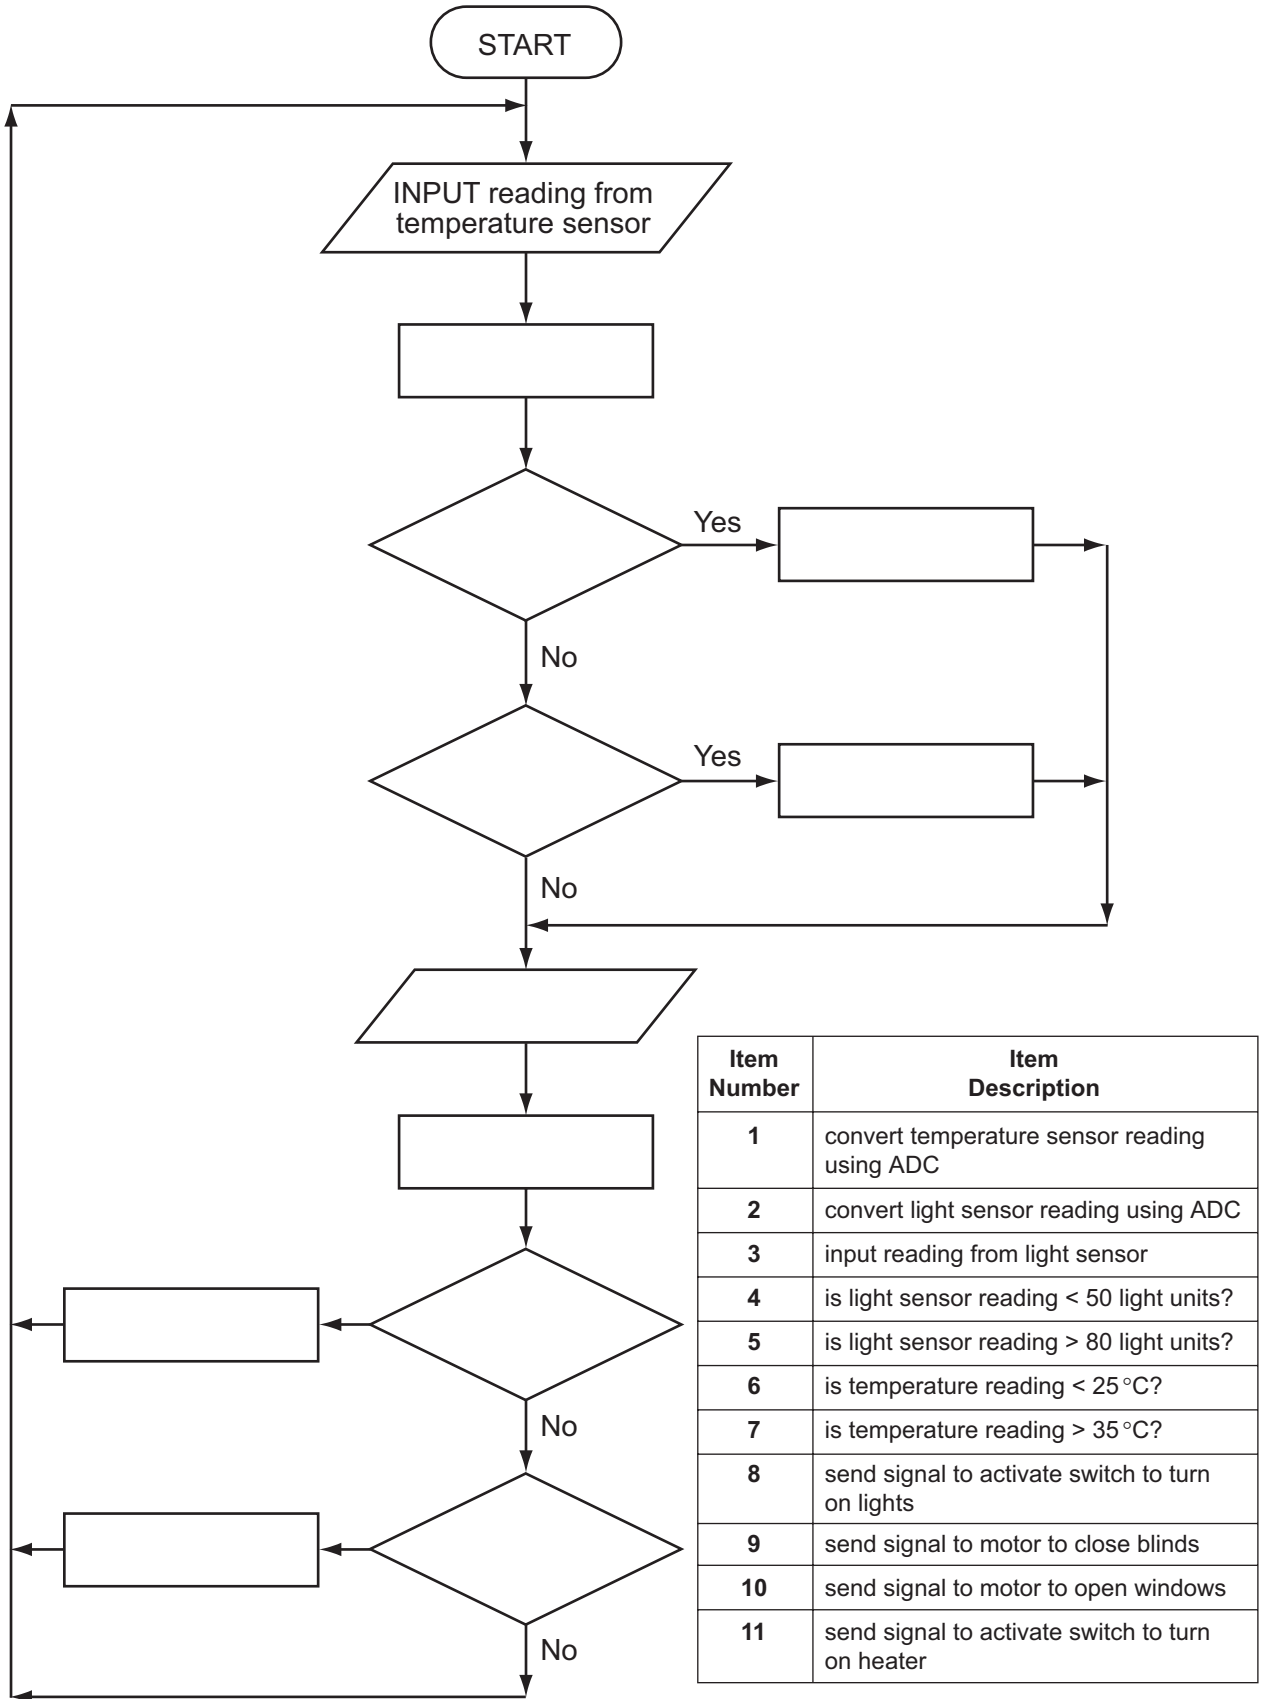 START
INPUT reading from
temperature sensor
Yes
No
Yes
No
Item
Number
Item
Description
1
convert temperature sensor reading
using ADC
2
convert light sensor reading using ADC
3
input reading from light sensor
4
is light sensor reading < 50 light units?
5
is light sensor reading > 80 light units?
6
is temperature reading < 25 °C?
7
is temperature reading > 35 °C?
8
send signal to activate switch to turn
on lights
9
send signal to motor to close blinds
10
send signal to motor to open windows
11
send signal to activate switch to turn
on heater
No
No